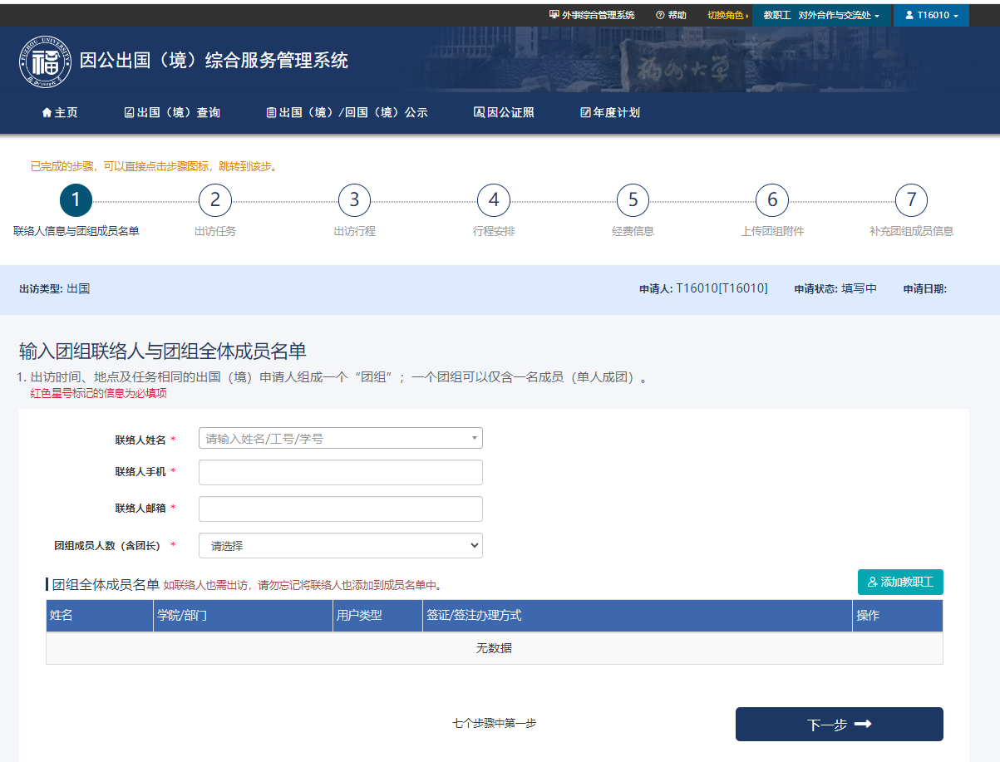 外事综合管理系统 帮助 切换角色 教职工 对外合作与交流处 T16010
FUZHOU UNIVERSITY
福
1958
因公出国（境）综合服务管理系统
福州大学
主页 出国（境）查询 出国（境）/回国（境）公示 因公证照 年度计划
已完成的步骤，可以直接点击步骤图标，跳转到该步。
1 2 3 4 5 6 7
联络人信息与团组成员名单 出访任务 出访行程 行程安排 经费信息 上传团组附件 补充团组成员信息
出访类型: 出国 申请人: T16010[T16010] 申请状态: 填写中 申请日期:
输入团组联络人与团组全体成员名单
1. 出访时间、地点及任务相同的出国（境）申请人组成一个“团组”；一个团组可以仅含一名成员（单人成团）。
红色星号标记的信息为必填项
联络人姓名 * 请输入姓名/工号/学号
联络人手机 *
联络人邮箱 *
团组成员人数（含团长） * 请选择
团组全体成员名单 如联络人也需出访，请勿忘记将联络人也添加到成员名单中。 添加教职工
姓名 学院/部门 用户类型 签证/签注办理方式 操作
无数据
七个步骤中第一步 下一步